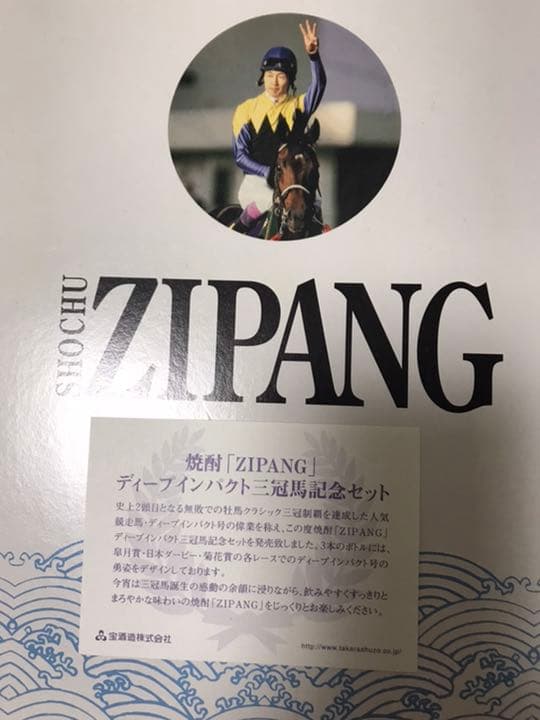 SHOCHU
ZIPANG
焼酎「ZIPANG」
ディープインパクト三冠馬記念セット
史上2頭目となる無敗での牡馬クラシック三冠制覇を達成した人気
競走馬・ディープインパクト号の偉業を称え、この度焼酎「ZIPANG」
ディープインパクト三冠馬記念セットを発売致しました。3本のボトルには、
皐月賞・日本ダービー・菊花賞の各レースでのディープインパクト号の
勇姿をデザインしております。
今宵は三冠馬誕生の感動の余韻に浸りながら、飲みやすくすっきりと
まろやかな味わいの焼酎「ZIPANG」をじっくりとお楽しみください。
宝酒造株式会社
http://www.takarashuzo.co.jp/